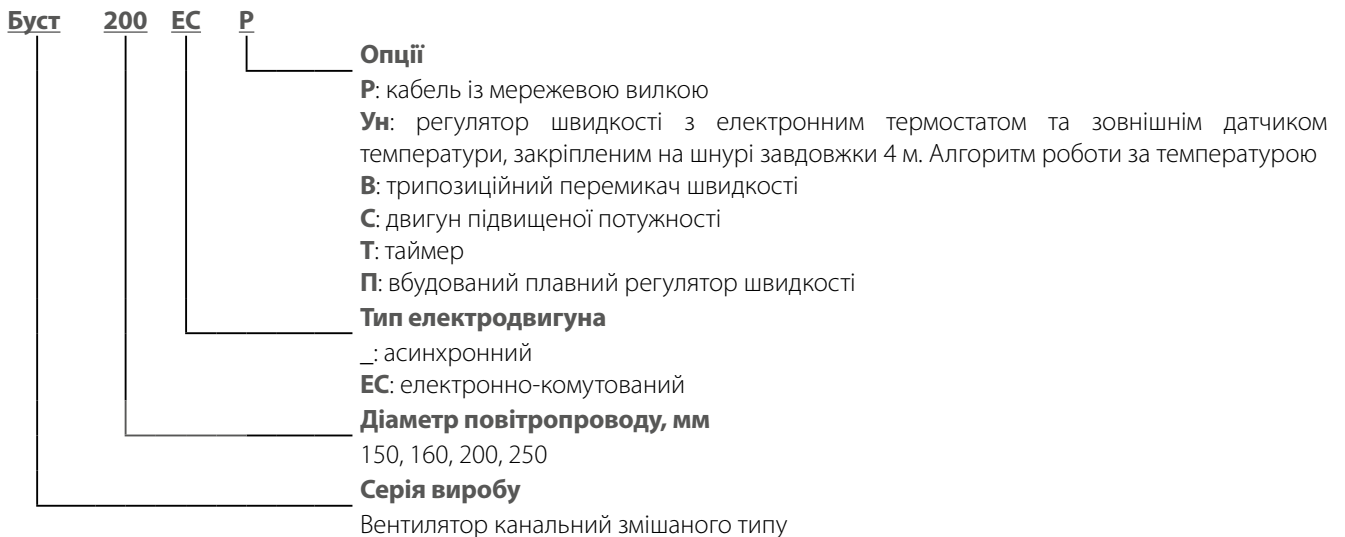 Буст 200 ЕС Р
Опції
Р: кабель із мережевою вилкою
Ун: регулятор швидкості з електронним термостатом та зовнішнім датчиком
температури, закріпленим на шнурі завдовжки 4 м. Алгоритм роботи за температурою
В: трипозиційний перемикач швидкості
С: двигун підвищеної потужності
Т: таймер
П: вбудований плавний регулятор швидкості
Тип електродвигуна
_: асинхронний
ЕС: електронно-комутований
Діаметр повітропроводу, мм
150, 160, 200, 250
Серія виробу
Вентилятор канальний змішаного типу